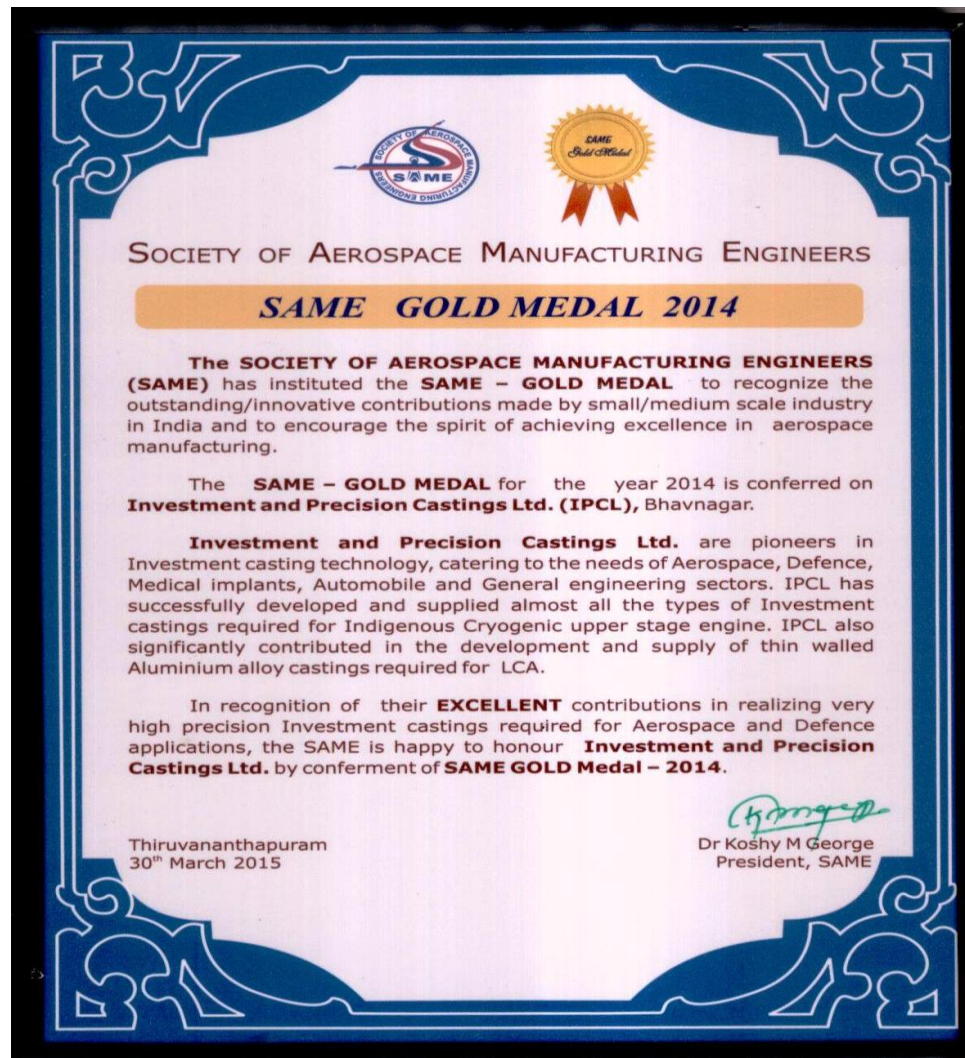 SOCIETY OF AEROSPACE MANUFACTURING ENGINEERS
SAME
SAME
Gold Medal
SOCIETY OF AEROSPACE MANUFACTURING ENGINEERS
SAME GOLD MEDAL 2014
The SOCIETY OF AEROSPACE MANUFACTURING ENGINEERS
(SAME) has instituted the SAME – GOLD MEDAL to recognize the
outstanding/innovative contributions made by small/medium scale industry
in India and to encourage the spirit of achieving excellence in aerospace
manufacturing.
The SAME – GOLD MEDAL for the year 2014 is conferred on
Investment and Precision Castings Ltd. (IPCL), Bhavnagar.
Investment and Precision Castings Ltd. are pioneers in
Investment casting technology, catering to the needs of Aerospace, Defence,
Medical implants, Automobile and General engineering sectors. IPCL has
successfully developed and supplied almost all the types of Investment
castings required for Indigenous Cryogenic upper stage engine. IPCL also
significantly contributed in the development and supply of thin walled
Aluminium alloy castings required for LCA.
In recognition of their EXCELLENT contributions in realizing very
high precision Investment castings required for Aerospace and Defence
applications, the SAME is happy to honour Investment and Precision
Castings Ltd. by conferment of SAME GOLD Medal – 2014.
Thiruvananthapuram
30th March 2015
Dr Koshy M George
President, SAME